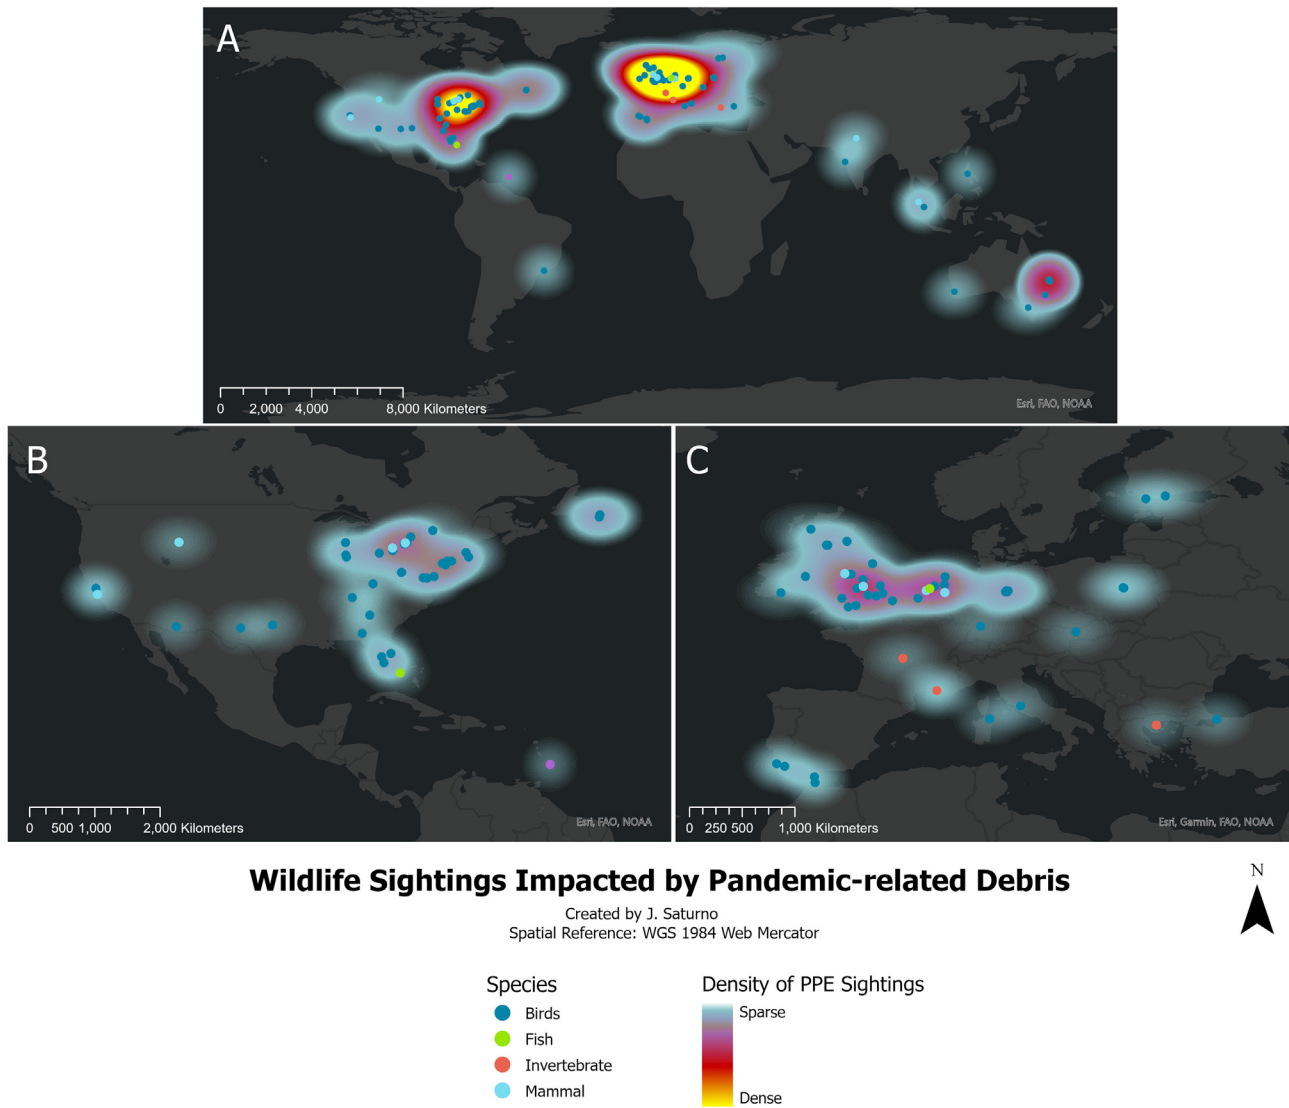 A
0 2,000 4,000 8,000 Kilometers
Esri, FAO, NOAA
B
0 500 1,000 2,000 Kilometers
Esri, FAO, NOAA
C
0 250 500 1,000 Kilometers
Esri, Garmin, FAO, NOAA
Wildlife Sightings Impacted by Pandemic-related Debris
Created by J. Saturno
Spatial Reference: WGS 1984 Web Mercator
N
Species
Birds
Fish
Invertebrate
Mammal
Density of PPE Sightings
Sparse
Dense